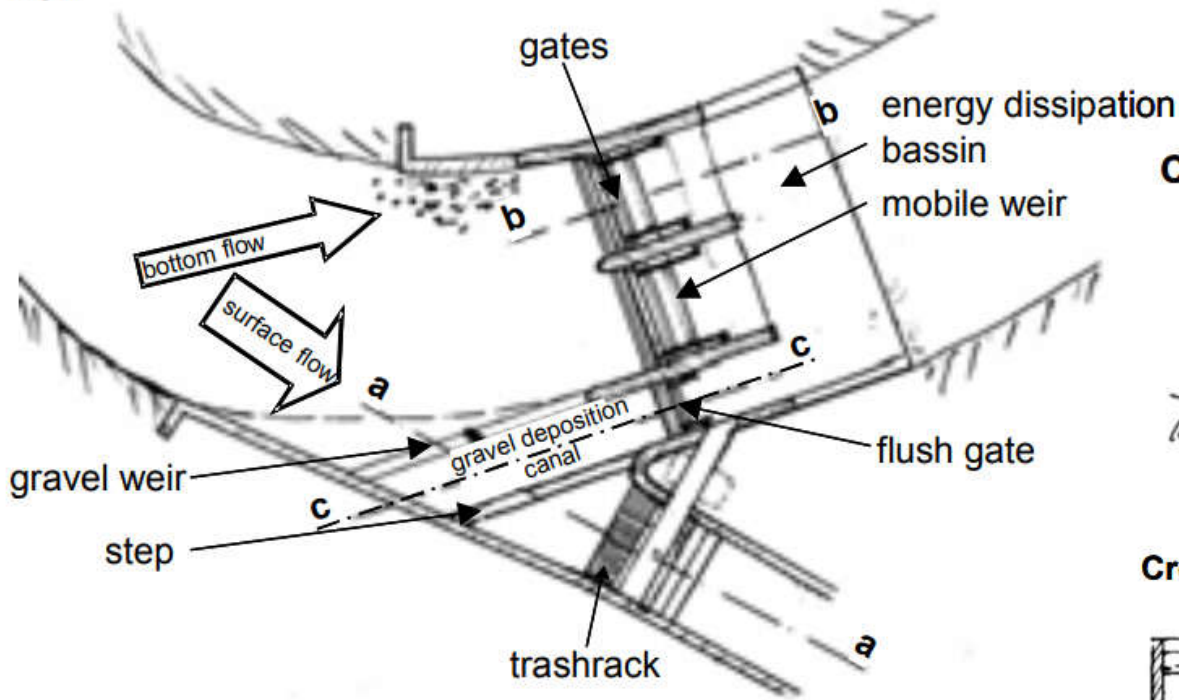 gates
energy dissipation
bassin
mobile weir
b
b
bottom flow
surface flow
a
c
gravel deposition
canal
flush gate
gravel weir
c
step
trashrack
a
C
Cr